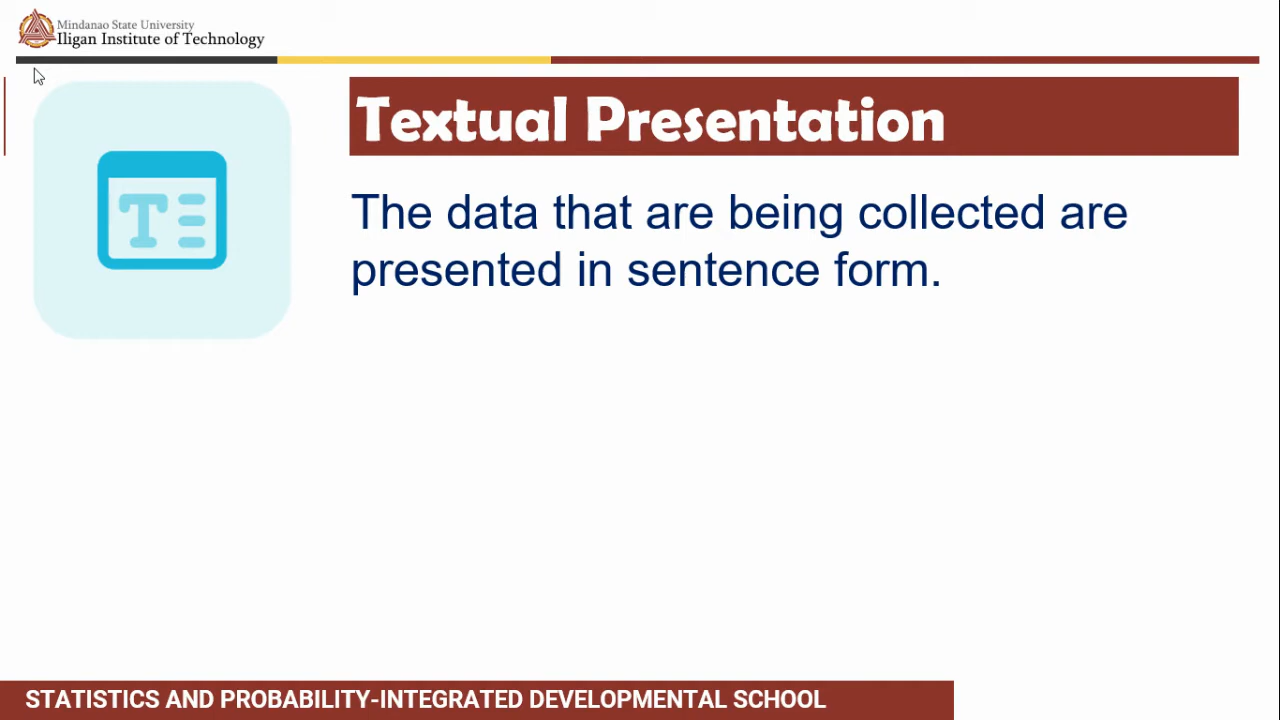 Mindanao State University
Iligan Institute of Technology
Textual Presentation
T
The data that are being collected are
presented in sentence form.
STATISTICS AND PROBABILITY-INTEGRATED DEVELOPMENTAL SCHOOL